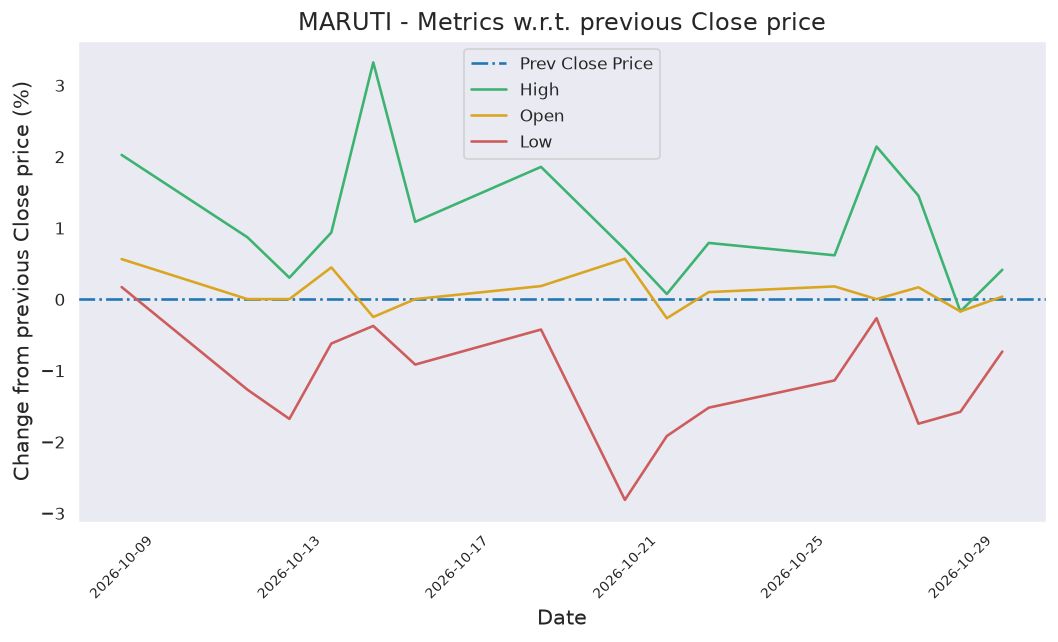 MARUTI - Metrics w.r.t. previous Close price
Prev Close Price
High
Open
Low
Change from previous Close price (%)
3
2
1
0
−1
−2
−3
2026-10-09
2026-10-13
2026-10-17
2026-10-21
2026-10-25
2026-10-29
Date